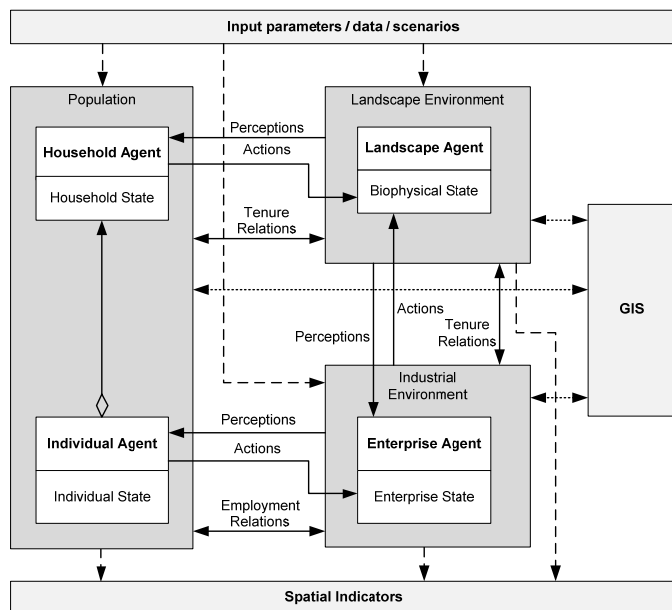 Input parameters / data / scenarios
Population
Landscape Environment
Household Agent
Household State
Perceptions
Actions
Landscape Agent
Biophysical State
Tenure
Relations
GIS
Perceptions
Actions
Tenure
Relations
Industrial
Environment
Individual Agent
Individual State
Perceptions
Actions
Enterprise Agent
Enterprise State
Employment
Relations
Spatial Indicators